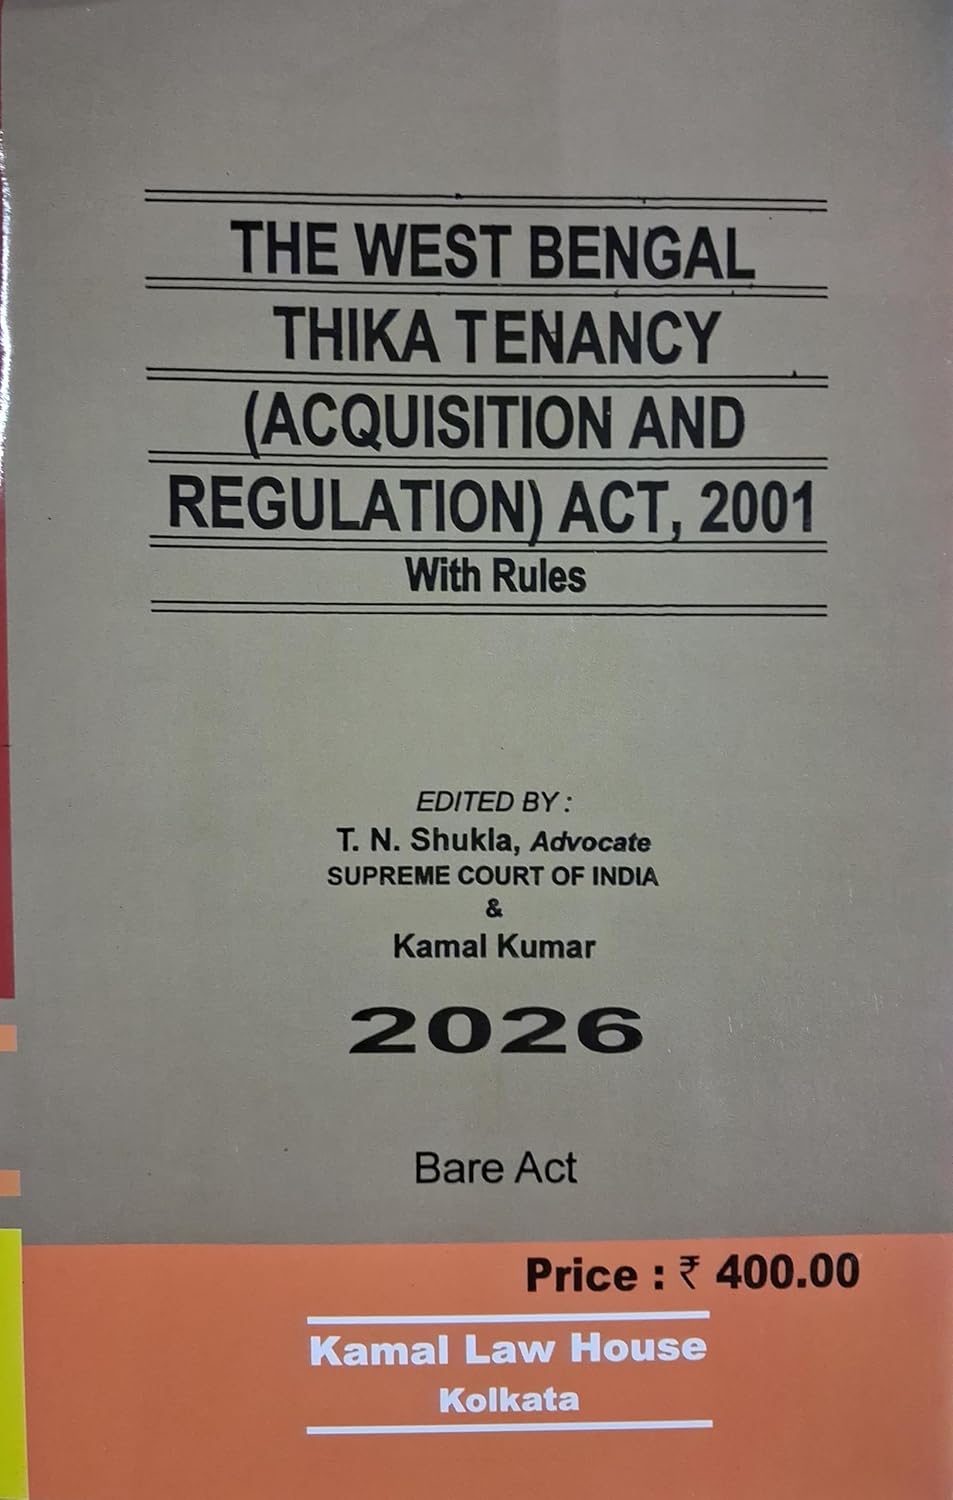 THE WEST BENGAL
THIKA TENANCY
(ACQUISITION AND
REGULATION) ACT, 2001
With Rules
EDITED BY :
T. N. Shukla, Advocate
SUPREME COURT OF INDIA
&
Kamal Kumar
2026
Bare Act
Price : ₹ 400.00
Kamal Law House
Kolkata